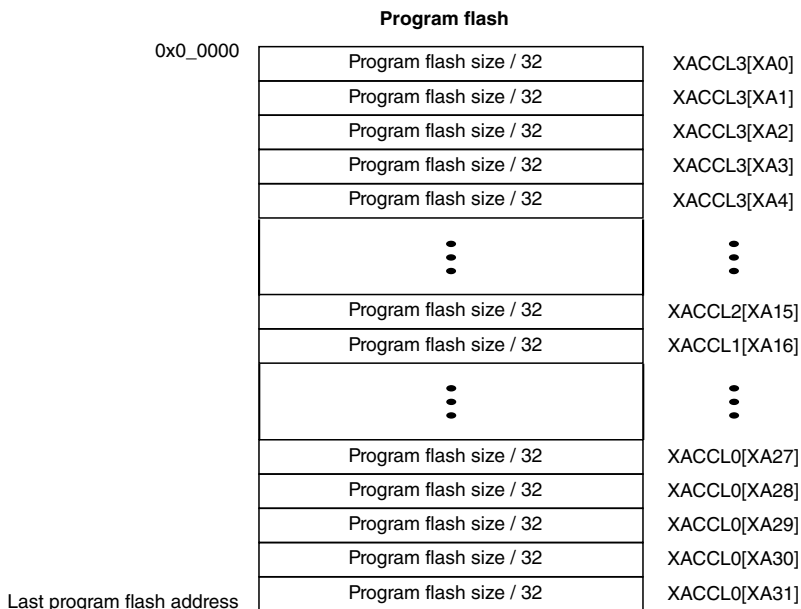 Program flash
0x0_0000
Program flash size / 32 XACCL3[XA0]
Program flash size / 32 XACCL3[XA1]
Program flash size / 32 XACCL3[XA2]
Program flash size / 32 XACCL3[XA3]
Program flash size / 32 XACCL3[XA4]
Program flash size / 32 XACCL2[XA15]
Program flash size / 32 XACCL1[XA16]
Program flash size / 32 XACCL0[XA27]
Program flash size / 32 XACCL0[XA28]
Program flash size / 32 XACCL0[XA29]
Program flash size / 32 XACCL0[XA30]
Last program flash address Program flash size / 32 XACCL0[XA31]